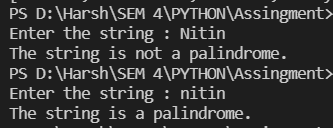 PS D:\Harsh\SEM 4\PYTHON\Assingment>
Enter the string : Nitin
The string is not a palindrome.
PS D:\Harsh\SEM 4\PYTHON\Assingment>
Enter the string : nitin
The string is a palindrome.